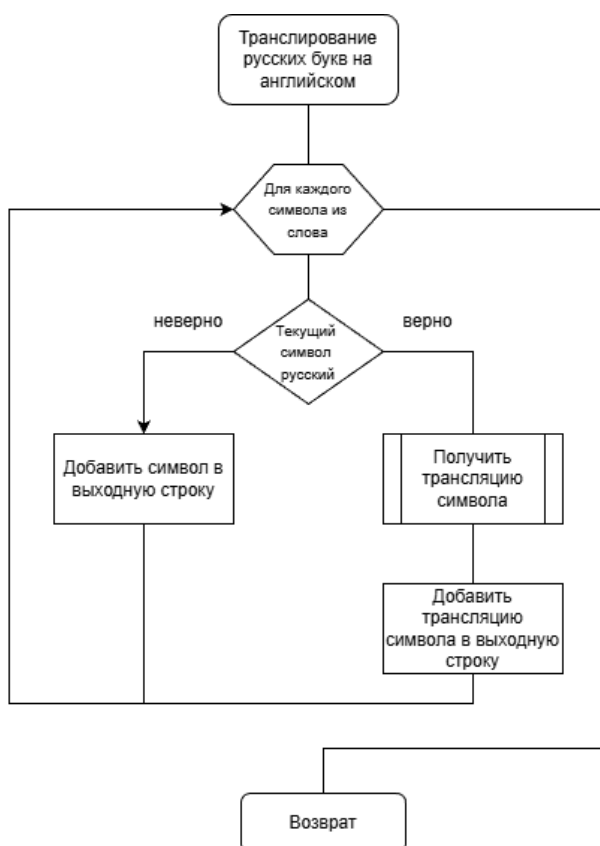 Транслирование
русских букв на
английском
Для каждого
символа из
слова
неверно
верно
Текущий
символ
русский
Добавить символ в
выходную строку
Получить
трансляцию
символа
Добавить
трансляцию
символа в выходную
строку
Возврат